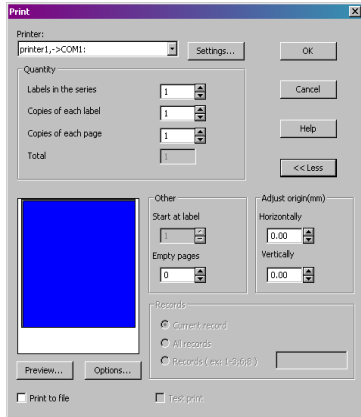 Print
Printer:
printer1,->COM1:
Settings...
OK
Quantity
Labels in the series
1
Cancel
Copies of each label
1
Copies of each page
1
Help
Total
1
<< Less
Other
Adjust origin(mm)
Start at label
Horizontally
1
0.00
Empty pages
Vertically
0
0.00
Records
Current record
All records
Records ( ex: 1-3;6;8 )
Preview...
Options...
Print to file
Test print